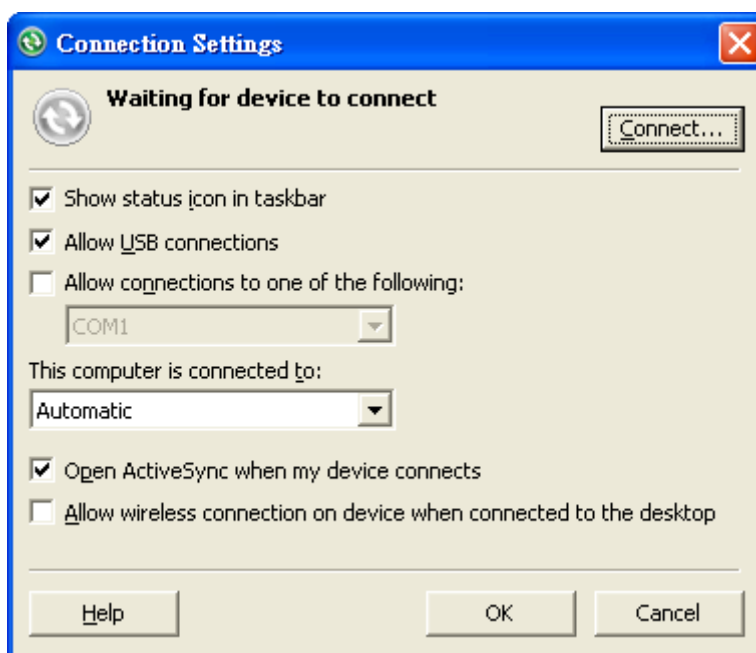 Connection Settings
Waiting for device to connect
Connect...
Show status icon in taskbar
Allow USB connections
Allow connections to one of the following:
COM1
This computer is connected to:
Automatic
Open ActiveSync when my device connects
Allow wireless connection on device when connected to the desktop
Help OK Cancel